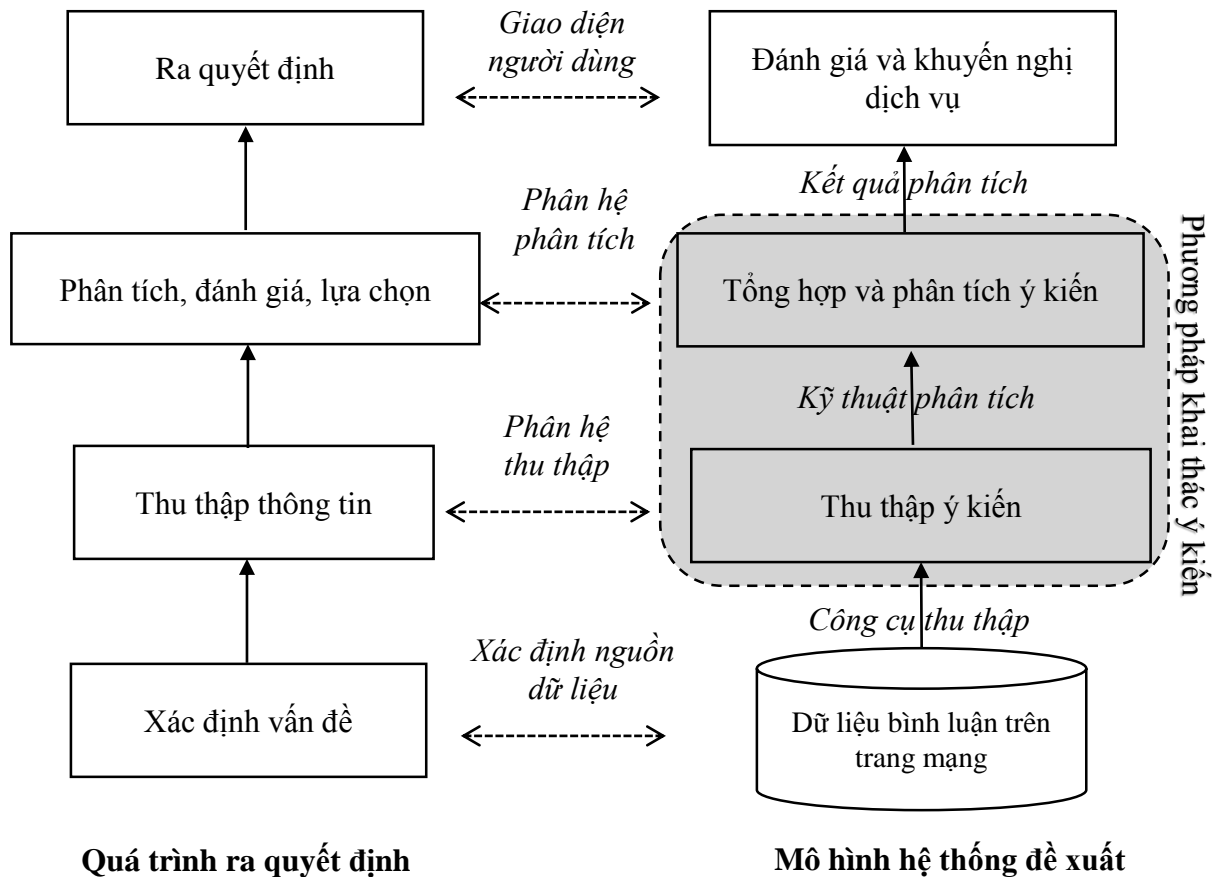 Giao diện
người dùng
Ra quyết định
Đánh giá và khuyến nghị
dịch vụ
Kết quả phân tích
Phân hệ
phân tích
Phân tích, đánh giá, lựa chọn
Tổng hợp và phân tích ý kiến
Phương pháp khai thác ý kiến
Kỹ thuật phân tích
Phân hệ
thu thập
Thu thập thông tin
Thu thập ý kiến
Công cụ thu thập
Xác định nguồn
dữ liệu
Xác định vấn đề
Dữ liệu bình luận trên
trang mạng
Quá trình ra quyết định
Mô hình hệ thống đề xuất